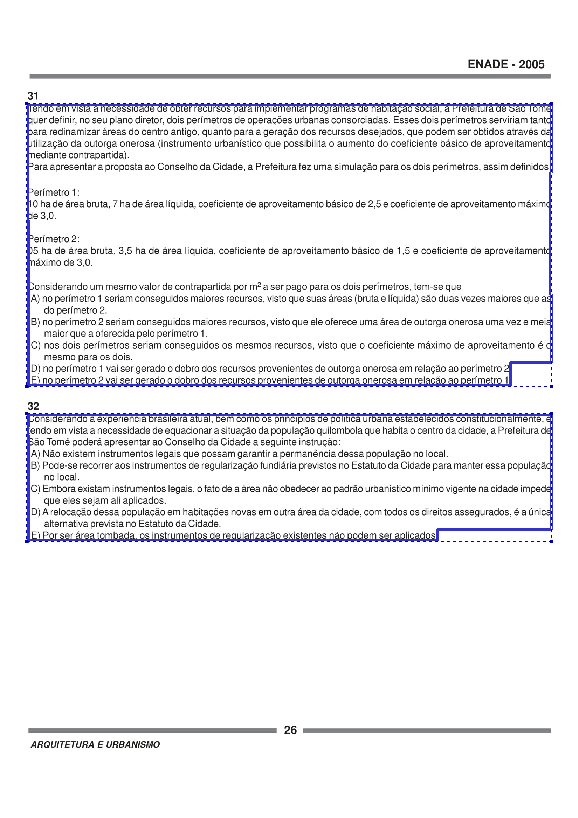 ENADE - 2005
31
Tendo em vista a necessidade de obter recursos para implementar programas de habitação social, a Prefeitura de São Tomé
quer definir, no seu plano diretor, dois perímetros de operações urbanas consorciadas. Esses dois perímetros serviriam tanto
para redinamizar áreas do centro antigo, quanto para a geração dos recursos desejados, que podem ser obtidos através da
utilização da outorga onerosa (instrumento urbanístico que possibilita o aumento do coeficiente básico de aproveitamento
mediante contrapartida).
Para apresentar a proposta ao Conselho da Cidade, a Prefeitura fez uma simulação para os dois perímetros, assim definidos:
Perímetro 1:
10 ha de área bruta, 7 ha de área líquida, coeficiente de aproveitamento básico de 2,5 e coeficiente de aproveitamento máximo
de 3,0.
Perímetro 2:
05 ha de área bruta, 3,5 ha de área líquida, coeficiente de aproveitamento básico de 1,5 e coeficiente de aproveitamento
máximo de 3,0.
Considerando um mesmo valor de contrapartida por m² a ser pago para os dois perímetros, tem-se que
A) no perímetro 1 seriam conseguidos maiores recursos, visto que suas áreas (bruta e líquida) são duas vezes maiores que as
do perímetro 2.
B) no perímetro 2 seriam conseguidos maiores recursos, visto que ele oferece uma área de outorga onerosa uma vez e meia
maior que a oferecida pelo perímetro 1.
C) nos dois perímetros seriam conseguidos os mesmos recursos, visto que o coeficiente máximo de aproveitamento é o
mesmo para os dois.
D) no perímetro 1 vai ser gerado o dobro dos recursos provenientes de outorga onerosa em relação ao perímetro 2.
E) no perímetro 2 vai ser gerado o dobro dos recursos provenientes de outorga onerosa em relação ao perímetro 1.
32
Considerando a experiência brasileira atual, bem como os princípios de política urbana estabelecidos constitucionalmente, e
tendo em vista a necessidade de equacionar a situação da população quilombola que habita o centro da cidade, a Prefeitura de
São Tomé poderá apresentar ao Conselho da Cidade a seguinte instrução:
A) Não existem instrumentos legais que possam garantir a permanência dessa população no local.
B) Pode-se recorrer aos instrumentos de regularização fundiária previstos no Estatuto da Cidade para manter essa população
no local.
C) Embora existam instrumentos legais, o fato de a área não obedecer ao padrão urbanístico mínimo vigente na cidade impede
que eles sejam ali aplicados.
D) A relocação dessa população em habitações novas em outra área da cidade, com todos os direitos assegurados, é a única
alternativa prevista no Estatuto da Cidade.
E) Por ser área tombada, os instrumentos de regularização existentes não podem ser aplicados.
26
ARQUITETURA E URBANISMO